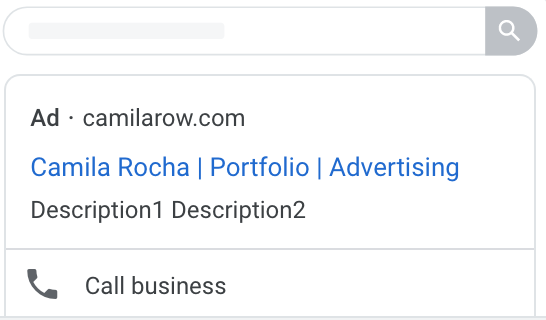 Ad · camilarow.com
Camila Rocha | Portfolio | Advertising
Description1 Description2
Call business